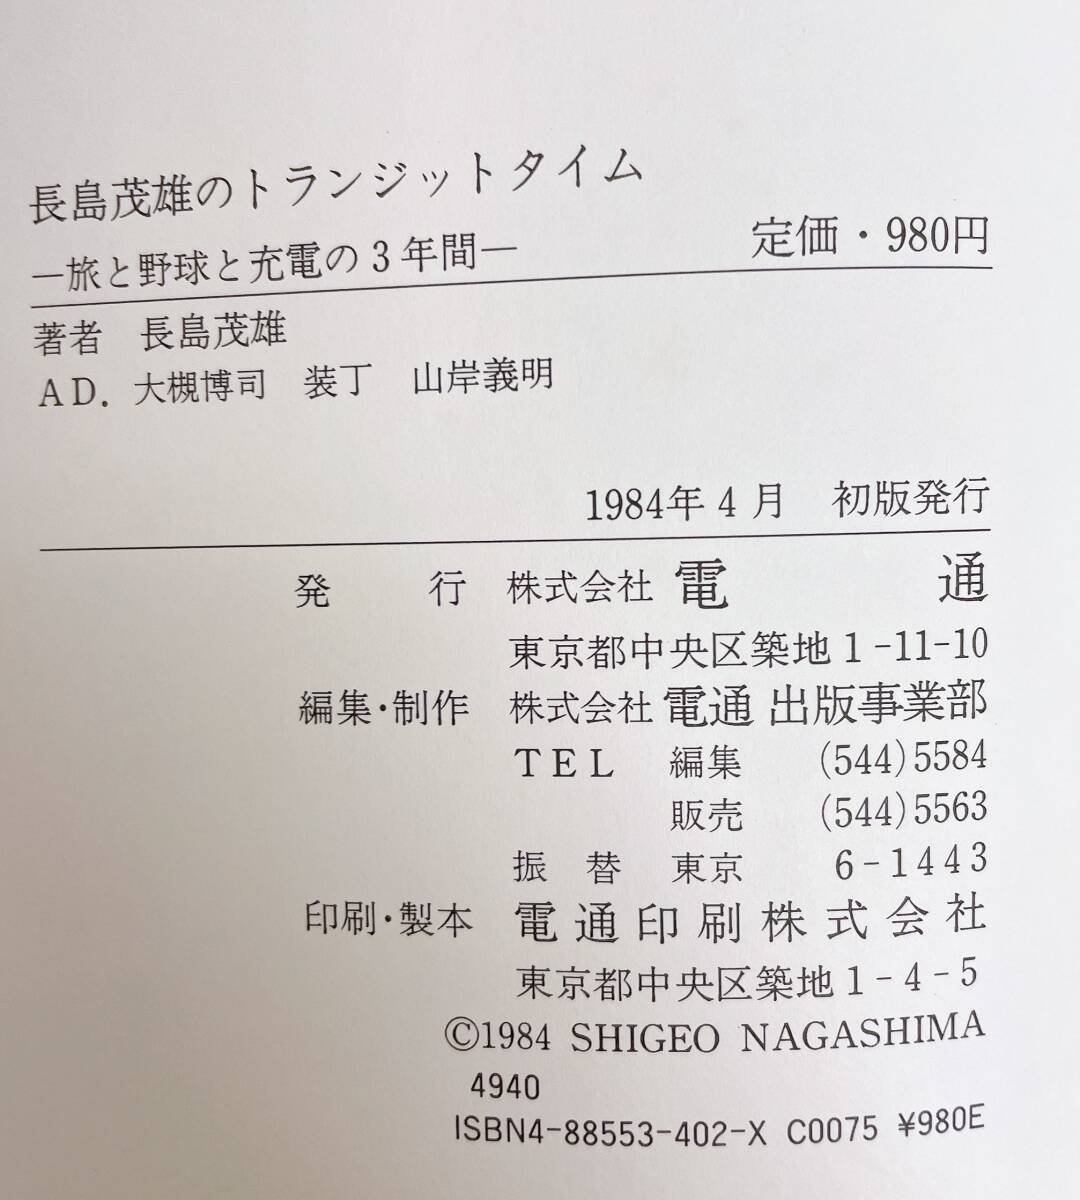 長島茂雄のトランジットタイム
―旅と野球と充電の3年間― 定価・980円
著者 長島茂雄
AD. 大槻博司 装丁 山岸義明
1984年4月 初版発行
発 行 株式会社 電 通
東京都中央区築地1-11-10
編集・制作 株式会社 電通 出版事業部
TEL 編集 (544)5584
販売 (544)5563
振 替 東京 6-1443
印刷・製本 電通印刷株式会社
東京都中央区築地1-4-5
©1984 SHIGEO NAGASHIMA
4940
ISBN4-88553-402-X C0075 ¥980E